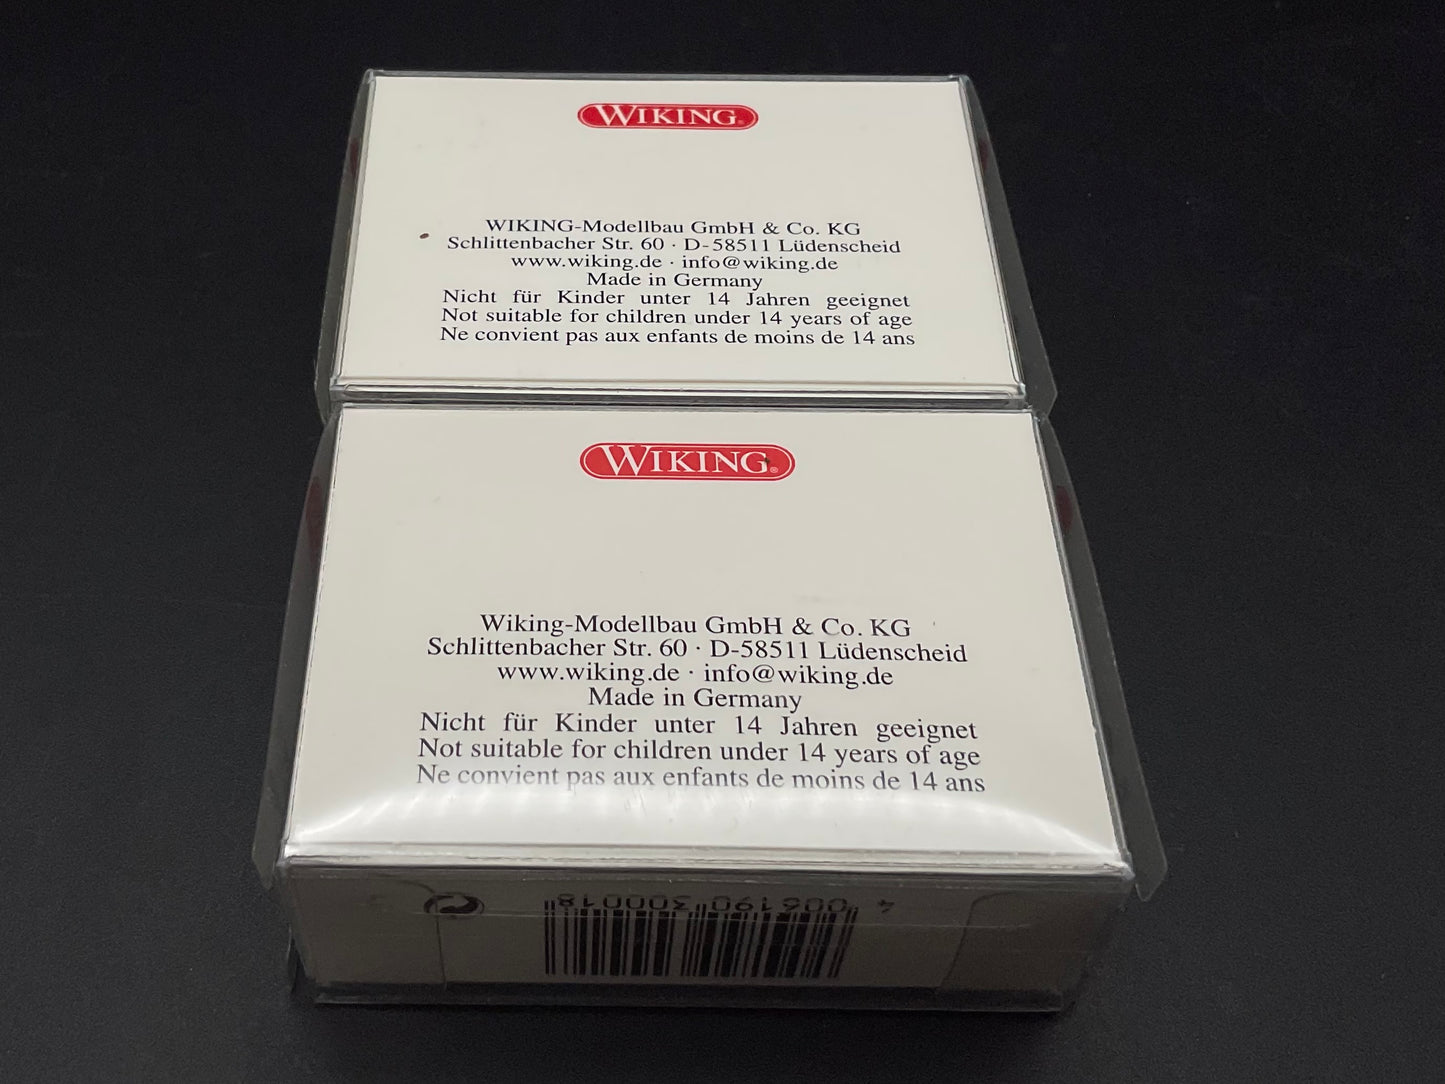 WIKING
WIKING-Modellbau GmbH & Co. KG
Schlittenbacher Str. 60 · D-58511 Lüdenscheid
www.wiking.de · info@wiking.de
Made in Germany
Nicht für Kinder unter 14 Jahren geeignet
Not suitable for children under 14 years of age
Ne convient pas aux enfants de moins de 14 ans
WIKING®
Wiking-Modellbau GmbH & Co. KG
Schlittenbacher Str. 60 · D-58511 Lüdenscheid
www.wiking.de · info@wiking.de
Made in Germany
Nicht für Kinder unter 14 Jahren geeignet
Not suitable for children under 14 years of age
Ne convient pas aux enfants de moins de 14 ans
4 006190 300018